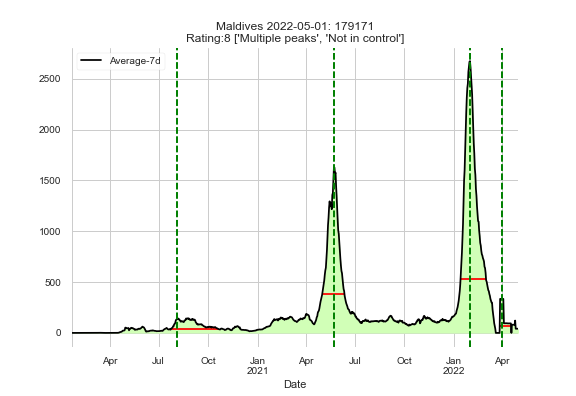 Maldives 2022-05-01: 179171
Rating:8 ['Multiple peaks', 'Not in control']
Average-7d
2500
2000
1500
1000
500
0
Apr Jul Oct Jan Apr Jul Oct Jan Apr
2021 2022
Date